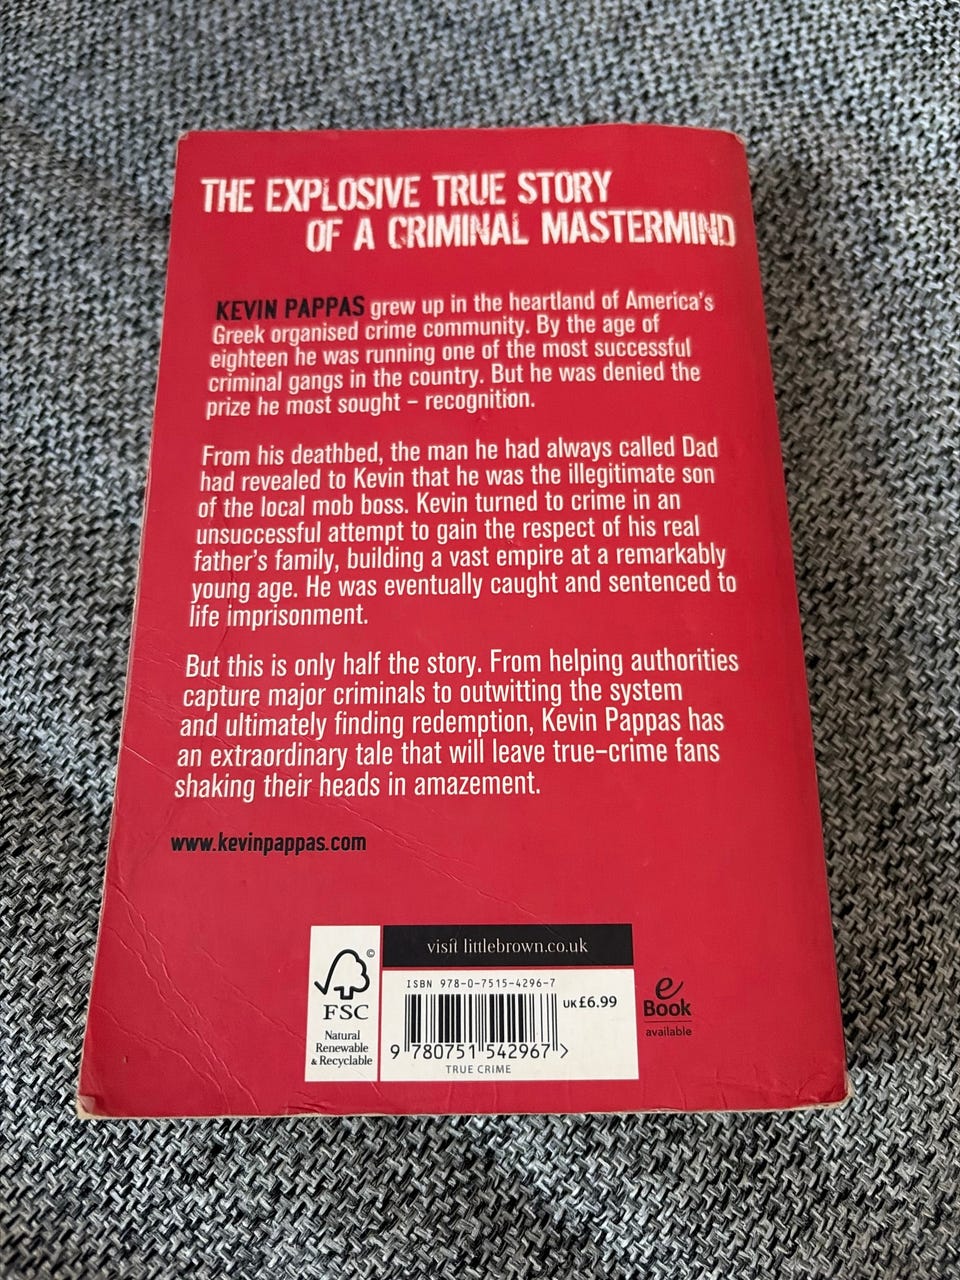 THE EXPLOSIVE TRUE STORY
OF A CRIMINAL MASTERMIND
KEVIN PAPPAS grew up in the heartland of America's
Greek organised crime community. By the age of
eighteen he was running one of the most successful
criminal gangs in the country. But he was denied the
prize he most sought – recognition.
From his deathbed, the man he had always called Dad
had revealed to Kevin that he was the illegitimate son
of the local mob boss. Kevin turned to crime in an
unsuccessful attempt to gain the respect of his real
father's family, building a vast empire at a remarkably
young age. He was eventually caught and sentenced to
life imprisonment.
But this is only half the story. From helping authorities
capture major criminals to outwitting the system
and ultimately finding redemption, Kevin Pappas has
an extraordinary tale that will leave true-crime fans
shaking their heads in amazement.
www.kevinpappas.com
©
FSC
Natural
Renewable
& Recyclable
visit littlebrown.co.uk
ISBN 978-0-7515-4296-7
UK £6.99
9 780751 542967 >
TRUE CRIME
e
Book
available